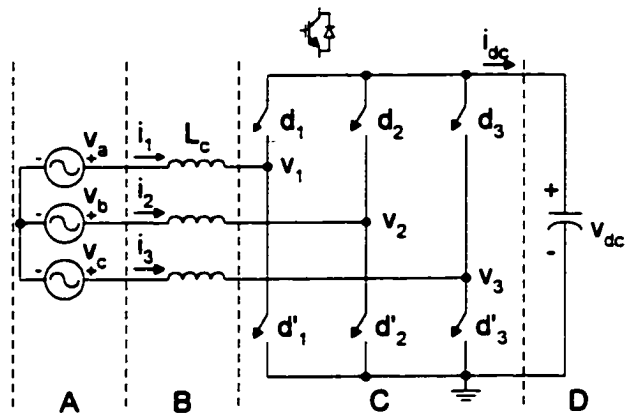 i_dc
d_1 d_2 d_3
v_a i_1 L_c
- + v_1
v_b i_2
- + v_2
v_c i_3
- + v_3
+ v_dc -
d'_1 d'_2 d'_3
A B C D